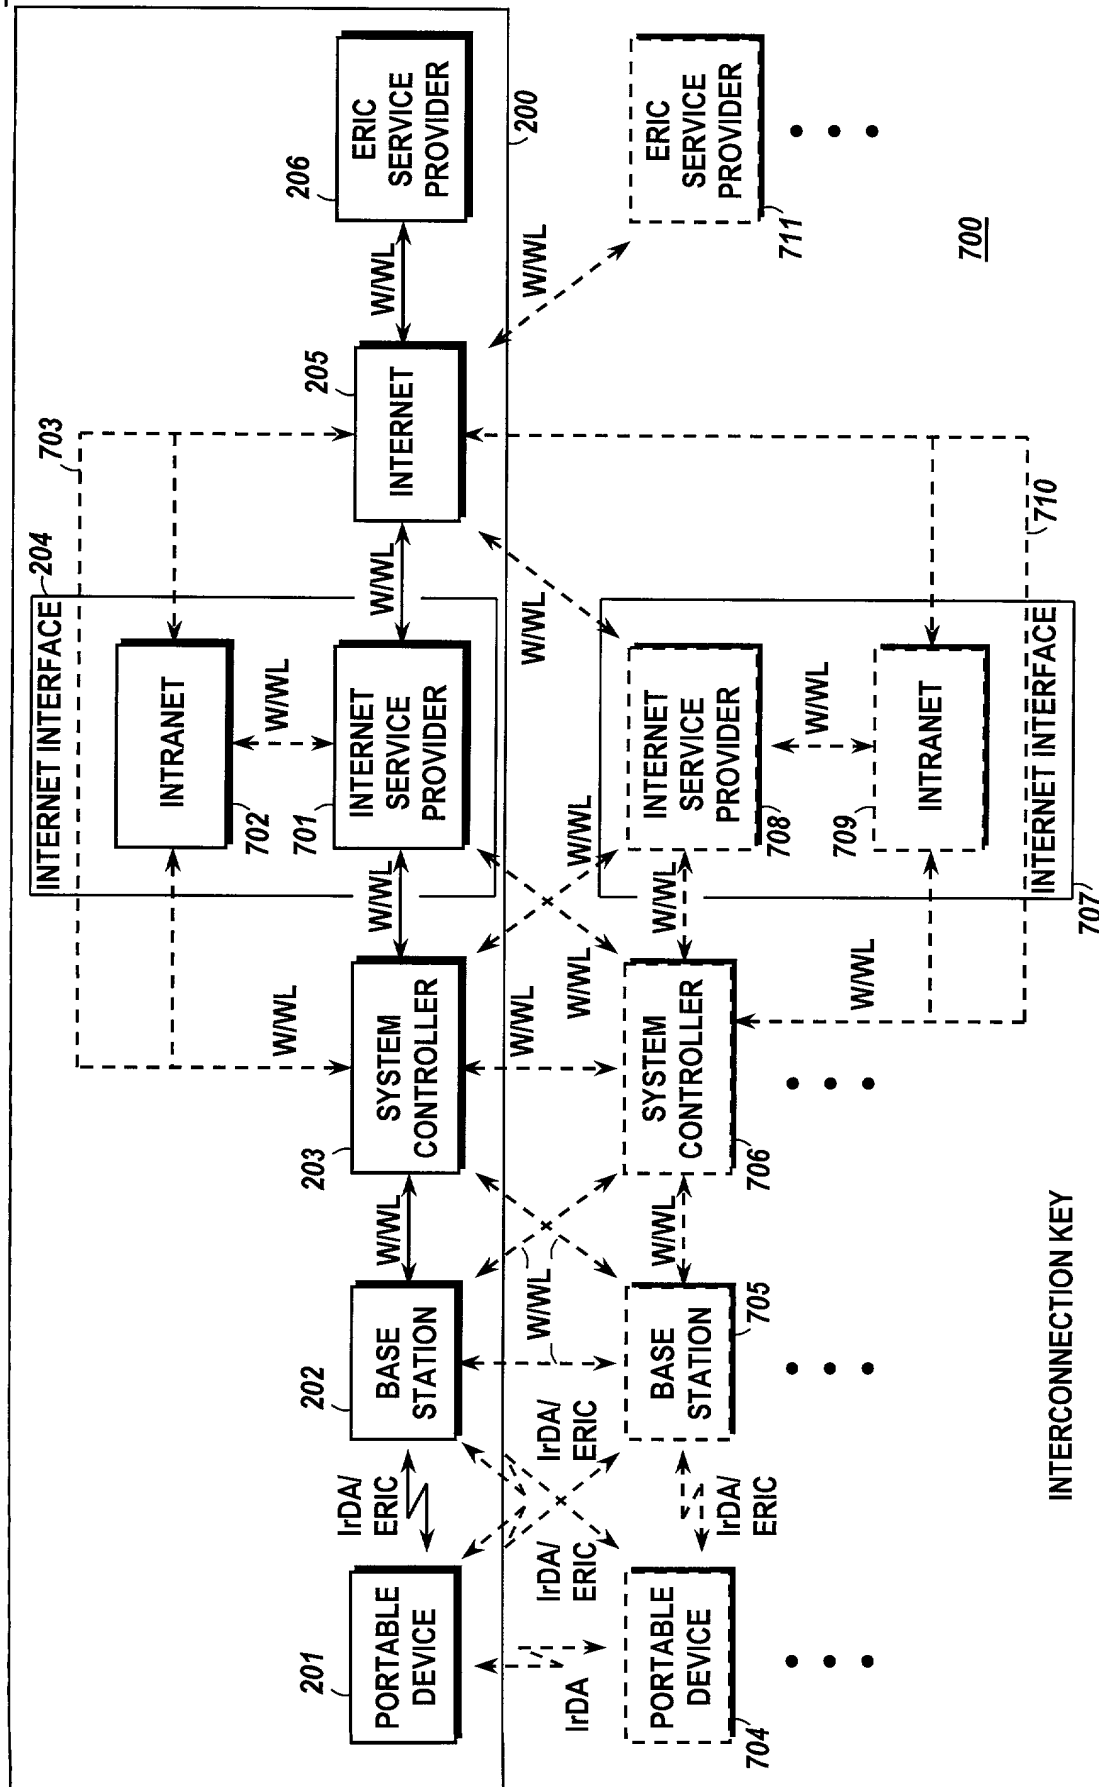 200
206
ERIC
SERVICE
PROVIDER
W/WL
205
INTERNET
703
W/WL
204
INTERNET INTERFACE
INTRANET
702
W/WL
701
INTERNET
SERVICE
PROVIDER
W/WL
W/WL
203
SYSTEM
CONTROLLER
W/WL
202
BASE
STATION
IrDA/
ERIC
201
PORTABLE
DEVICE
W/WL
W/WL
W/WL
W/WL
W/WL
W/WL
IrDA/
ERIC
IrDA/
ERIC
IrDA
ERIC
SERVICE
PROVIDER
711
700
710
INTERNET
SERVICE
PROVIDER
708
W/WL
709
INTRANET
INTERNET INTERFACE
707
W/WL
W/WL
SYSTEM
CONTROLLER
706
W/WL
BASE
STATION
705
IrDA/
ERIC
PORTABLE
DEVICE
704
INTERCONNECTION KEY